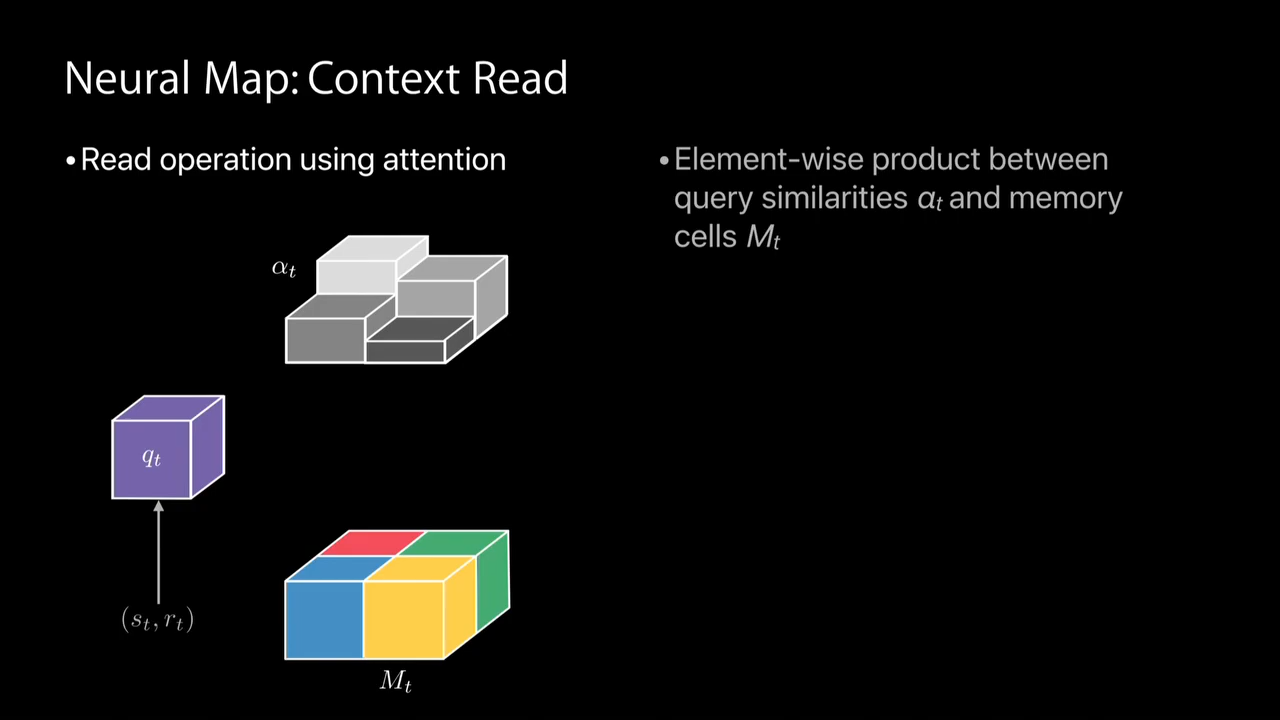 Neural Map: Context Read
•Read operation using attention
•Element-wise product between
query similarities αt and memory
cells Mt
αt
qt
(st, rt)
Mt